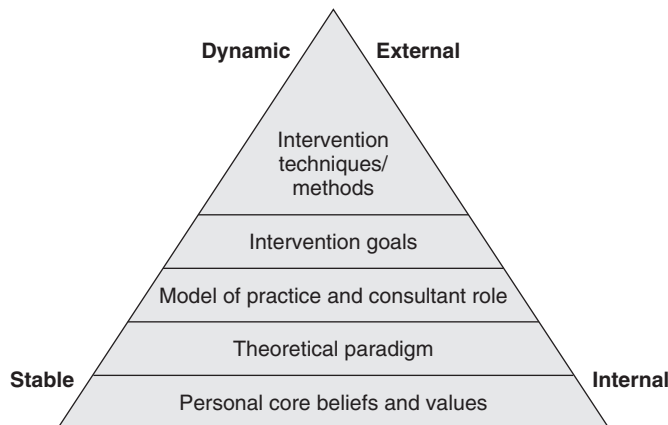 Dynamic External
Intervention
techniques/
methods
Intervention goals
Model of practice and consultant role
Theoretical paradigm
Stable Internal
Personal core beliefs and values